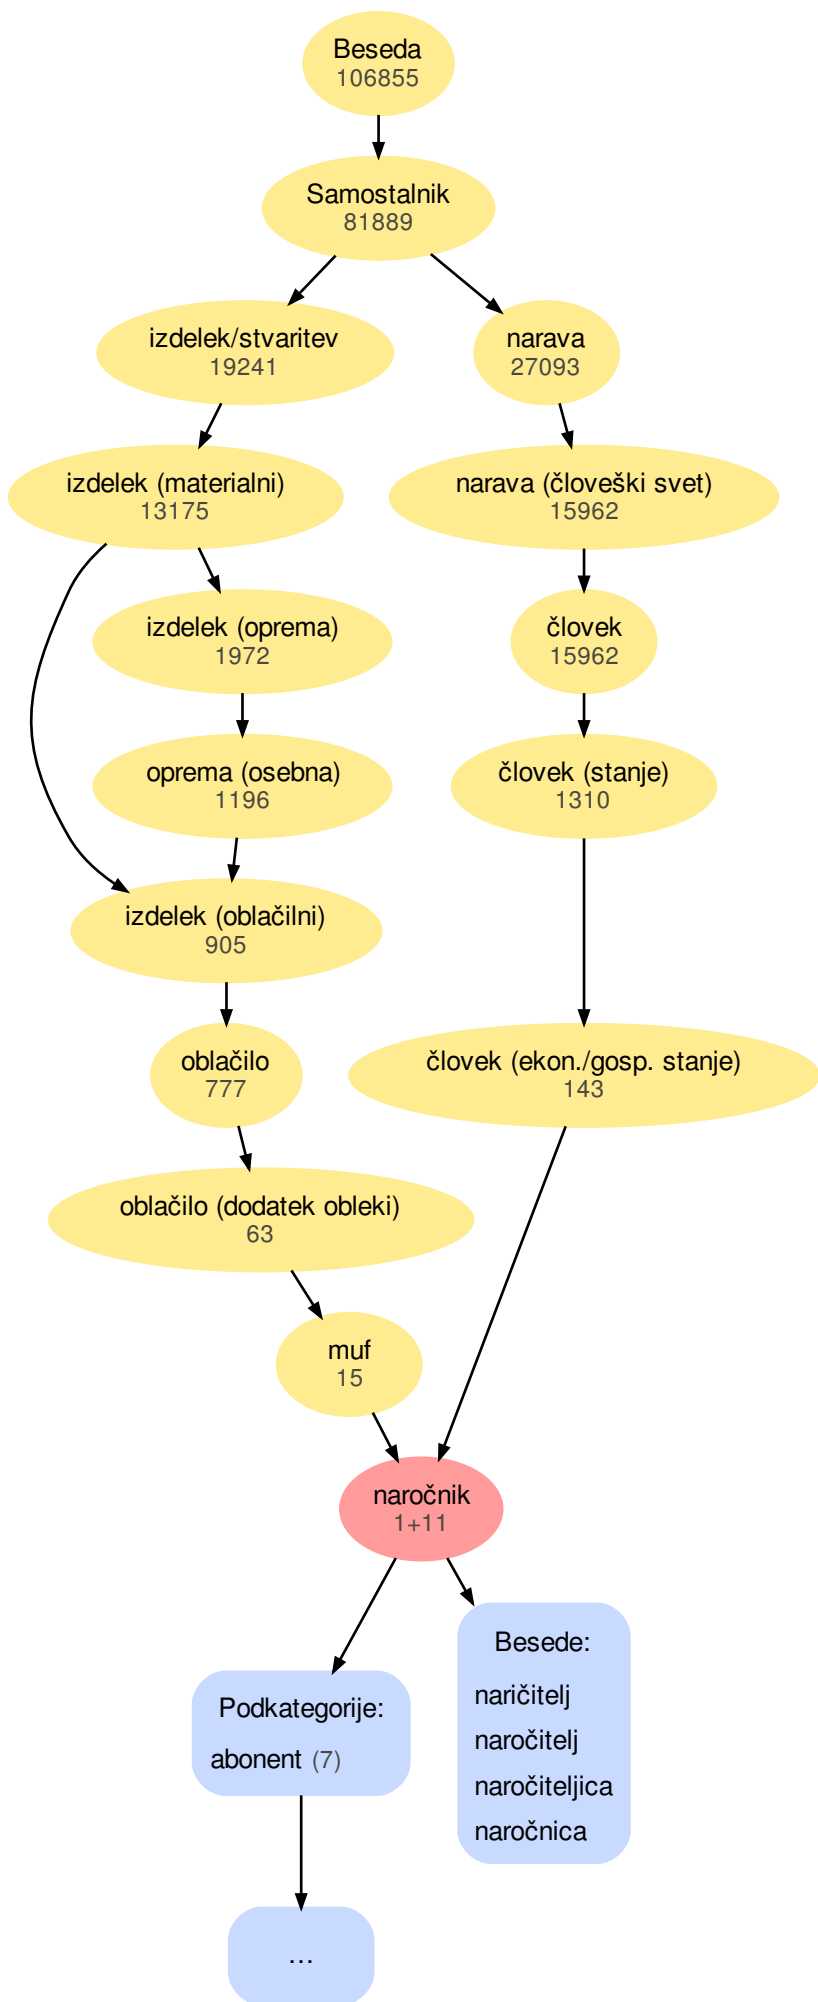 Beseda
106855
Samostalnik
81889
izdelek/stvaritev
19241
narava
27093
izdelek (materialni)
13175
narava (človeški svet)
15962
izdelek (oprema)
1972
človek
15962
oprema (osebna)
1196
človek (stanje)
1310
izdelek (oblačilni)
905
oblačilo
777
človek (ekon./gosp. stanje)
143
oblačilo (dodatek obleki)
63
muf
15
naročnik
1+11
Podkategorije:
abonent (7)
Besede:
naričitelj
naročitelj
naročiteljica
naročnica
...